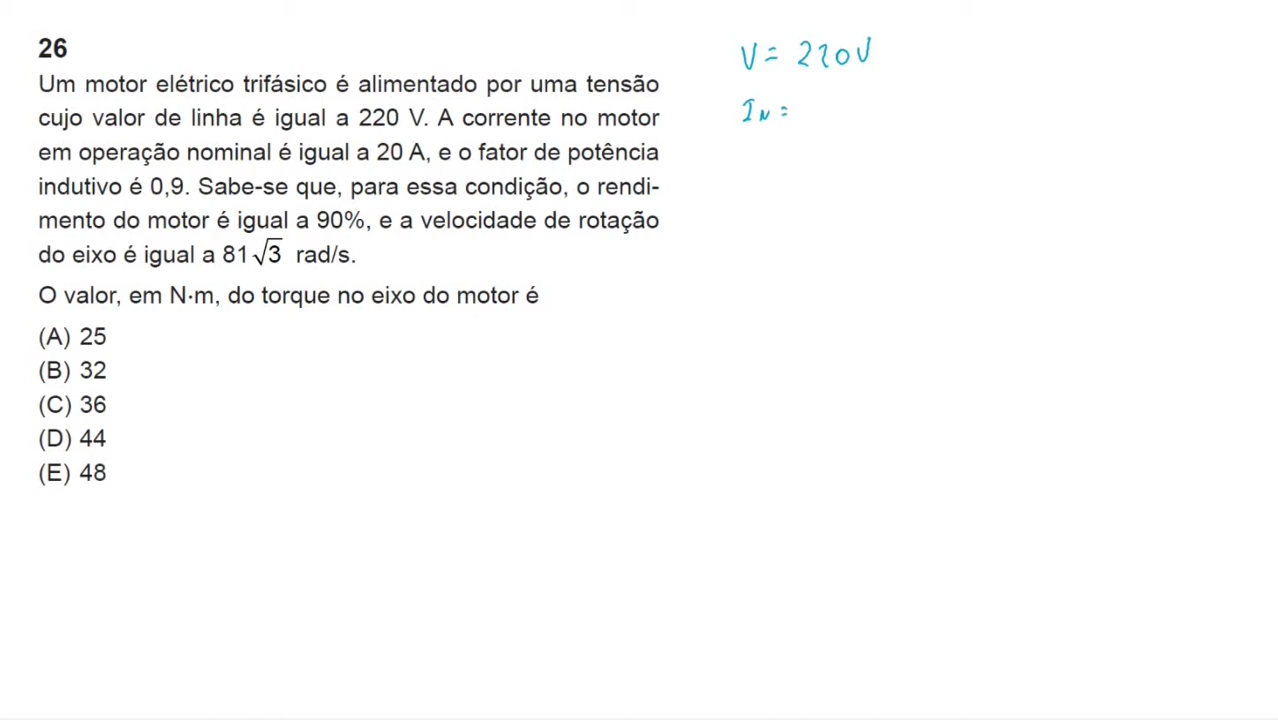 26
Um motor elétrico trifásico é alimentado por uma tensão
cujo valor de linha é igual a 220 V. A corrente no motor
em operação nominal é igual a 20 A, e o fator de potência
indutivo é 0,9. Sabe-se que, para essa condição, o rendi-
mento do motor é igual a 90%, e a velocidade de rotação
do eixo é igual a 81√3 rad/s.
O valor, em N·m, do torque no eixo do motor é
(A) 25
(B) 32
(C) 36
(D) 44
(E) 48
V = 220V
IN =